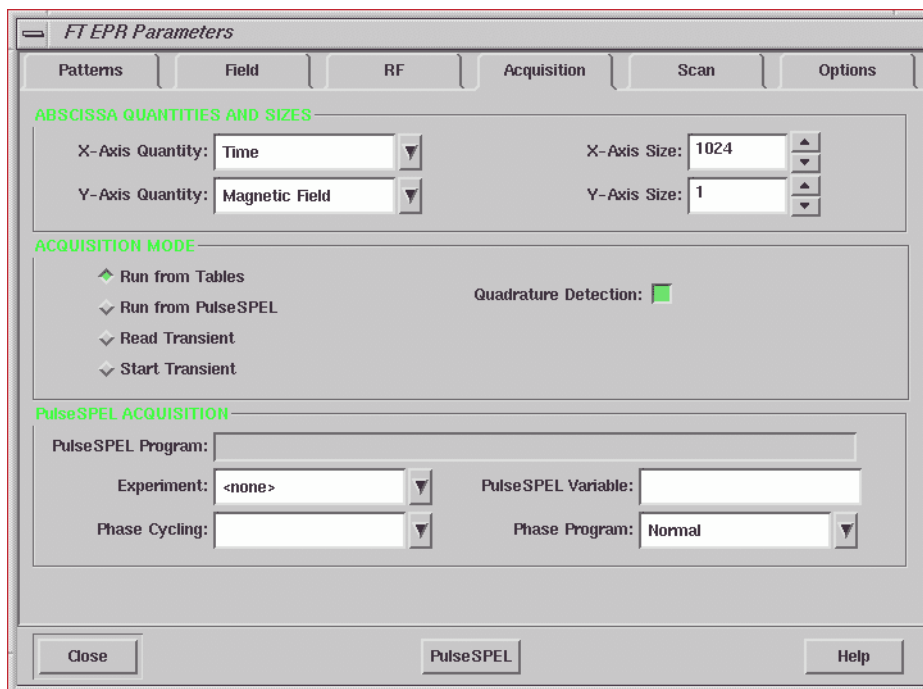 FT EPR Parameters
Patterns Field RF Acquisition Scan Options
ABSCISSA QUANTITIES AND SIZES
X-Axis Quantity: Time X-Axis Size: 1024
Y-Axis Quantity: Magnetic Field Y-Axis Size: 1
ACQUISITION MODE
Run from Tables
Quadrature Detection:
Run from PulseSPEL
Read Transient
Start Transient
PulseSPEL ACQUISITION
PulseSPEL Program:
Experiment: <none> PulseSPEL Variable:
Phase Cycling: Phase Program: Normal
Close PulseSPEL Help